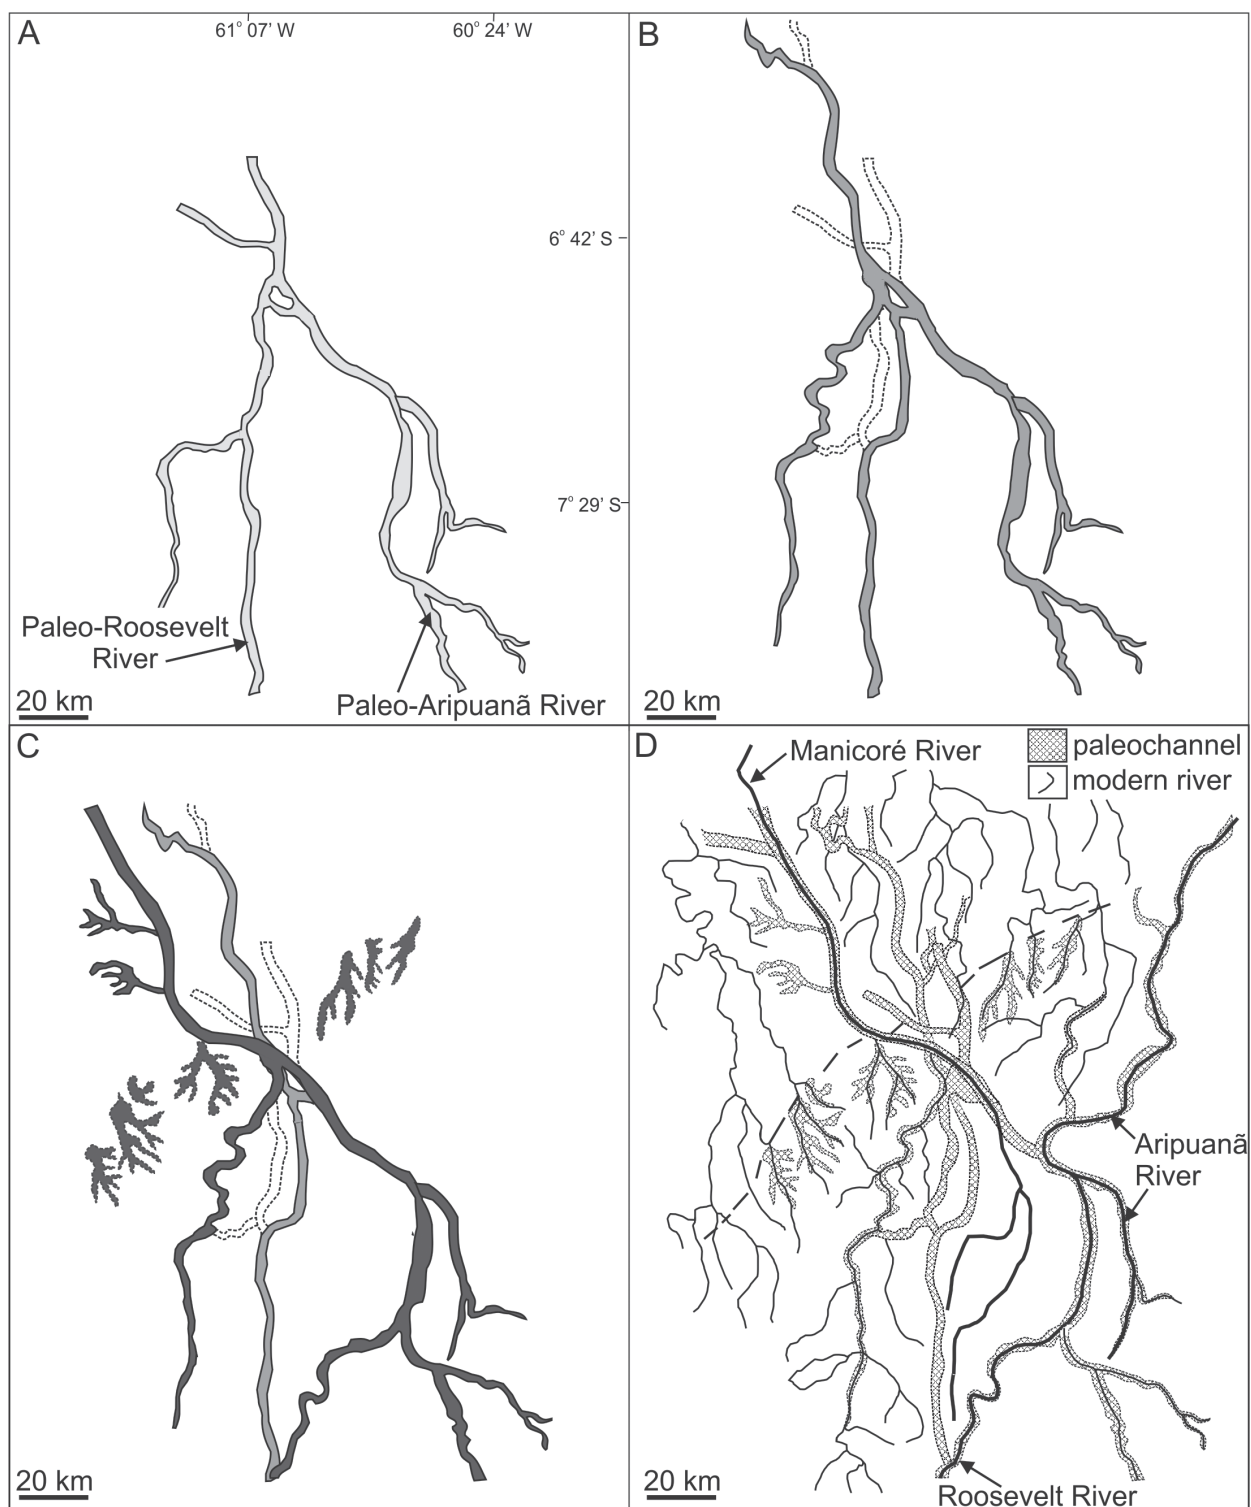 A
61° 07’ W
60° 24’ W
6° 42’ S
7° 29’ S
Paleo-Roosevelt
River
Paleo-Aripuanã River
20 km
B
20 km
C
20 km
D
Manicoré River
paleochannel
modern river
Aripuanã
River
20 km
Roosevelt River